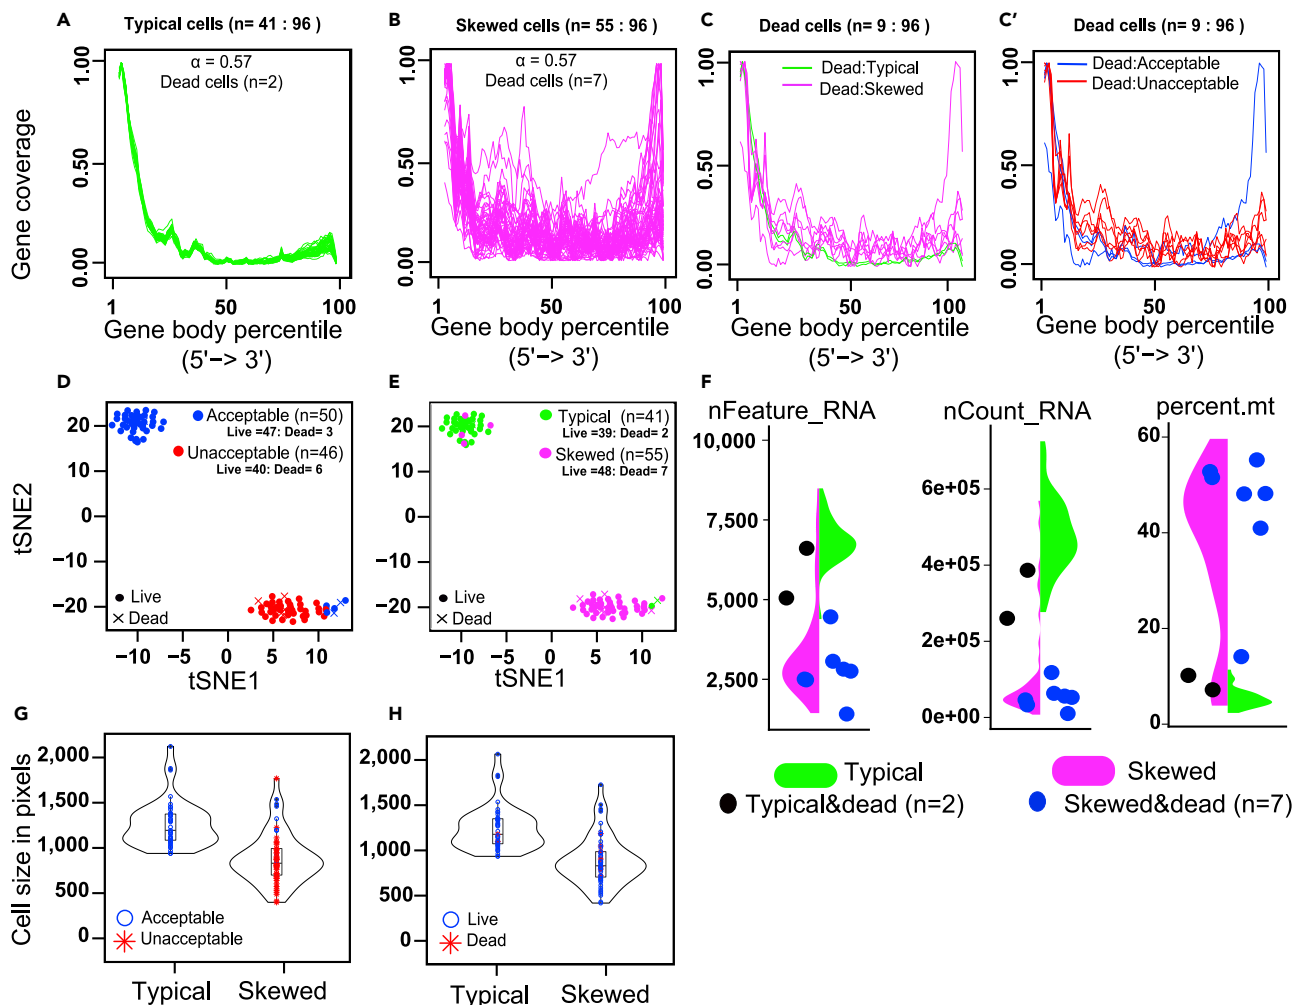 A
Typical cells (n= 41 : 96 )
α = 0.57
Dead cells (n=2)
Gene coverage
1.00
0.50
0.00
1
50
100
Gene body percentile
(5'−> 3')
B
Skewed cells (n= 55 : 96 )
α = 0.57
Dead cells (n=7)
1.00
0.50
0.00
1
50
100
Gene body percentile
(5'−> 3')
C
Dead cells (n= 9 : 96 )
Dead:Typical
Dead:Skewed
1.00
0.50
0.00
1
50
100
Gene body percentile
(5'−> 3')
C'
Dead cells (n= 9 : 96 )
Dead:Acceptable
Dead:Unacceptable
1.00
0.50
0.00
1
50
100
Gene body percentile
(5'−> 3')
D
Acceptable (n=50)
Live =47: Dead= 3
Unacceptable (n=46)
Live =40: Dead= 6
Live
Dead
tSNE2
20
10
0
−10
−20
−10
−5
0
5
10
tSNE1
E
Typical (n=41)
Live =39: Dead= 2
Skewed (n=55)
Live =48: Dead= 7
Live
Dead
20
10
0
−10
−20
−10
−5
0
5
10
tSNE1
F
nFeature_RNA
10,000
7,500
5,000
2,500
nCount_RNA
6e+05
4e+05
2e+05
0e+00
percent.mt
60
40
20
0
Typical
Skewed
Typical&dead (n=2)
Skewed&dead (n=7)
G
Cell size in pixels
2,000
1,500
1,000
500
0
Acceptable
Unacceptable
Typical
Skewed
H
2,000
1,500
1,000
500
0
Live
Dead
Typical
Skewed